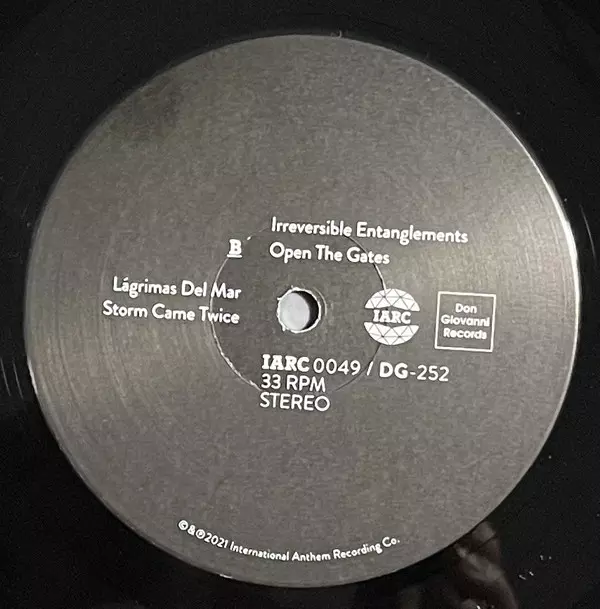 Irreversible Entanglements
B
Open The Gates
Lágrimas Del Mar
Storm Came Twice
IARC
Don
Giovanni
Records
IARC 0049 / DG-252
33 RPM
STEREO
©&℗2021 International Anthem Recording Co.